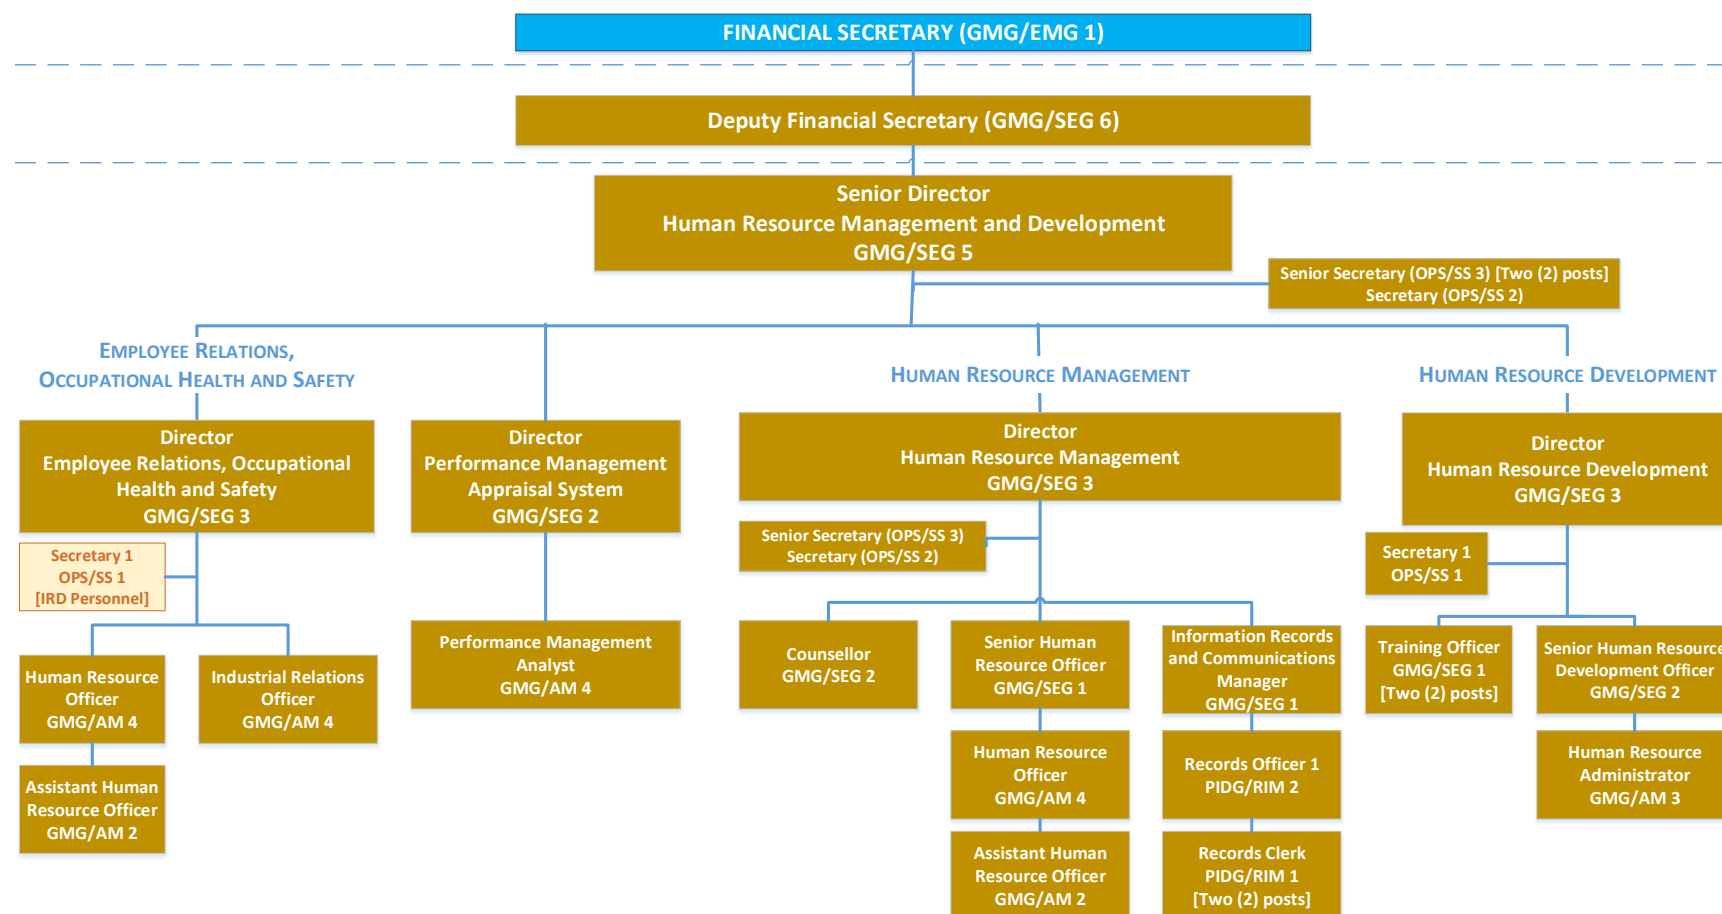 FINANCIAL SECRETARY (GMG/EMG 1)
Deputy Financial Secretary (GMG/SEG 6)
Senior Director
Human Resource Management and Development
GMG/SEG 5
Senior Secretary (OPS/SS 3) [Two (2) posts]
Secretary (OPS/SS 2)
EMPLOYEE RELATIONS,
OCCUPATIONAL HEALTH AND SAFETY
HUMAN RESOURCE MANAGEMENT
HUMAN RESOURCE DEVELOPMENT
Director
Employee Relations, Occupational
Health and Safety
GMG/SEG 3
Director
Performance Management
Appraisal System
GMG/SEG 2
Director
Human Resource Management
GMG/SEG 3
Director
Human Resource Development
GMG/SEG 3
Secretary 1
OPS/SS 1
[IRD Personnel]
Senior Secretary (OPS/SS 3)
Secretary (OPS/SS 2)
Secretary 1
OPS/SS 1
Human Resource
Officer
GMG/AM 4
Industrial Relations
Officer
GMG/AM 4
Performance Management
Analyst
GMG/AM 4
Counsellor
GMG/SEG 2
Senior Human
Resource Officer
GMG/SEG 1
Information Records
and Communications
Manager
GMG/SEG 1
Training Officer
GMG/SEG 1
[Two (2) posts]
Senior Human Resource
Development Officer
GMG/SEG 2
Assistant Human
Resource Officer
GMG/AM 2
Human Resource
Officer
GMG/AM 4
Records Officer 1
PIDG/RIM 2
Human Resource
Administrator
GMG/AM 3
Assistant Human
Resource Officer
GMG/AM 2
Records Clerk
PIDG/RIM 1
[Two (2) posts]